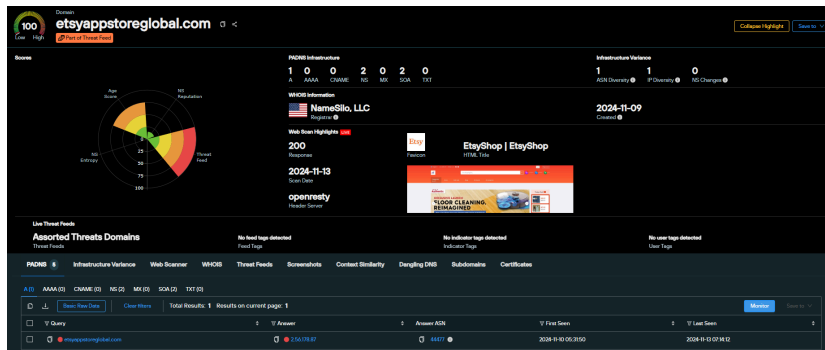 Domain
100
etsyappstoreglobal.com
Low High
Part of Threat Feed
Collapse Highlight
Save to
Scores
Age Score
NS Reputation
Threat Feed
NS Entropy
0
25
50
75
100
PADNS Infrastructure
1 0 0 2 0 2 0
A AAAA CNAME NS MX SOA TXT
Infrastructure Variance
1 1 0
ASN Diversity IP Diversity NS Changes
WHOIS Information
NameSilo, LLC
Registrar
2024-11-09
Created
Web Scan Highlights LIVE
200
Response
Etsy
Favicon
EtsyShop | EtsyShop
HTML Title
2024-11-13
Scan Date
openresty
Header Server
FLOOR CLEANING.
REIMAGINED
Live Threat Feeds
Assorted Threats Domains
Threat Feeds
No feed tags detected
Feed Tags
No indicator tags detected
Indicator Tags
No user tags detected
User Tags
PADNS 5 Infrastructure Variance Web Scanner WHOIS Threat Feeds Screenshots Context Similarity Dangling DNS Subdomains Certificates
A (1) AAAA (0) CNAME (0) NS (2) MX (0) SOA (2) TXT (0)
Basic Raw Data Clear filters Total Results: 1 Results on current page: 1 Monitor Save to
Query Answer Answer ASN First Seen Last Seen
etsyappstoreglobal.com 2.56.178.87 44477 2024-11-10 05:31:50 2024-11-13 07:14:12